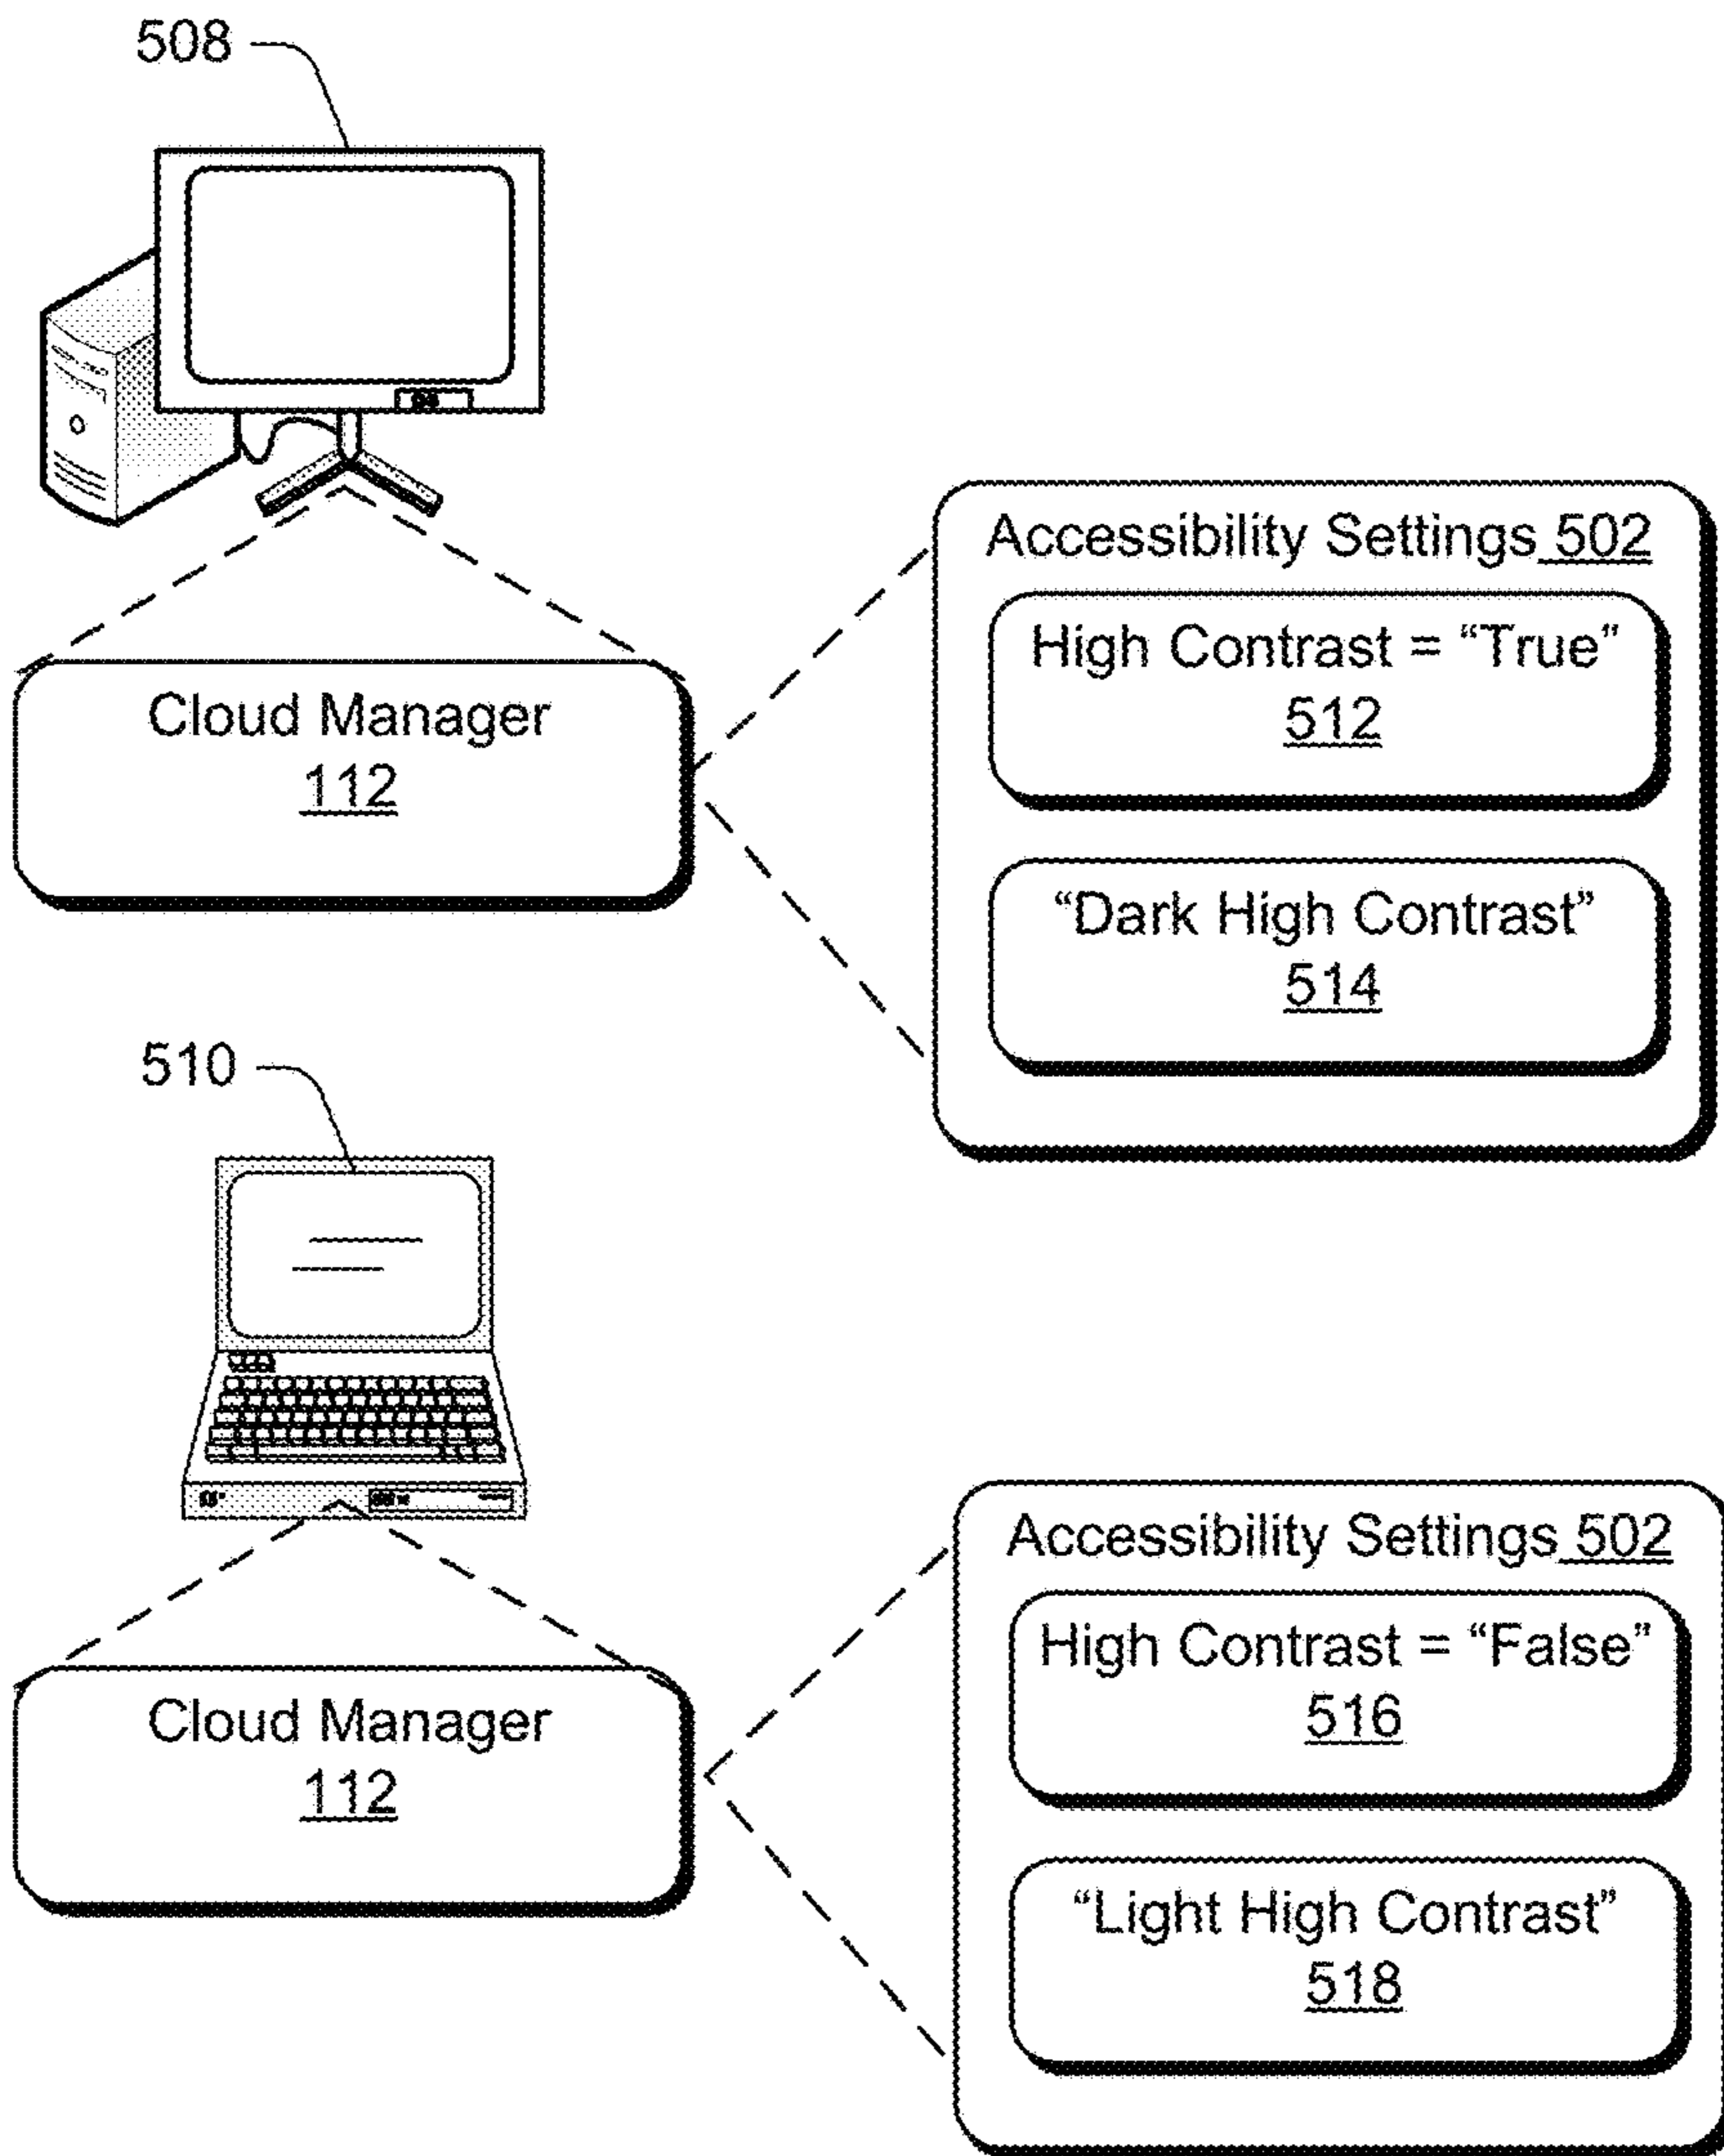 508
Accessibility Settings 502
High Contrast = “True”
512
Cloud Manager
112
“Dark High Contrast”
514
510
Accessibility Settings 502
High Contrast = “False”
516
Cloud Manager
112
“Light High Contrast”
518